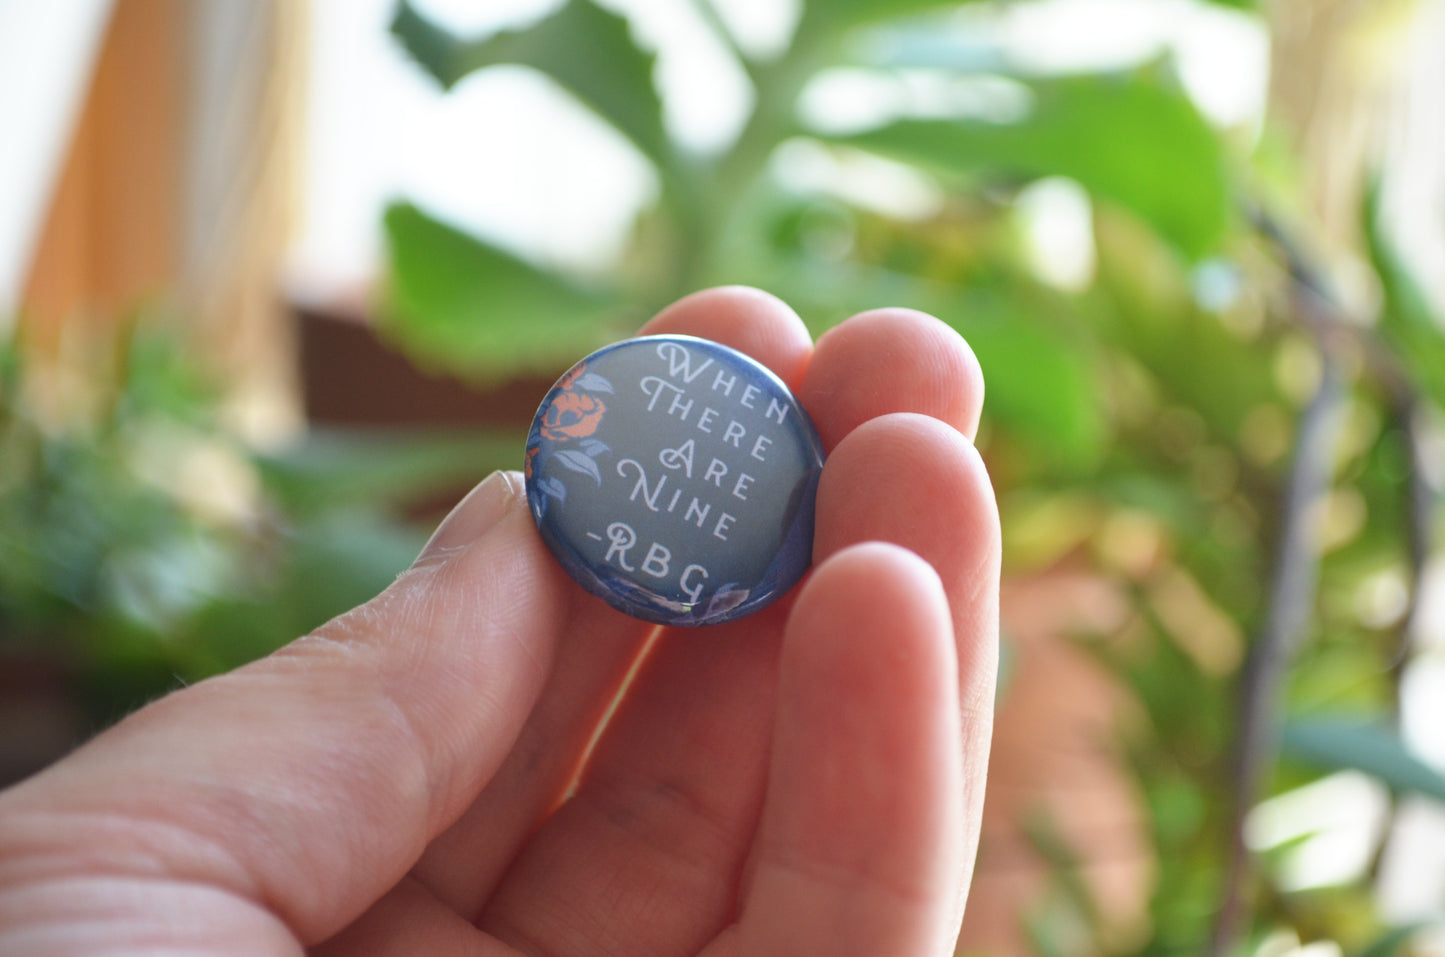 When
There
Are
Nine
-RBG